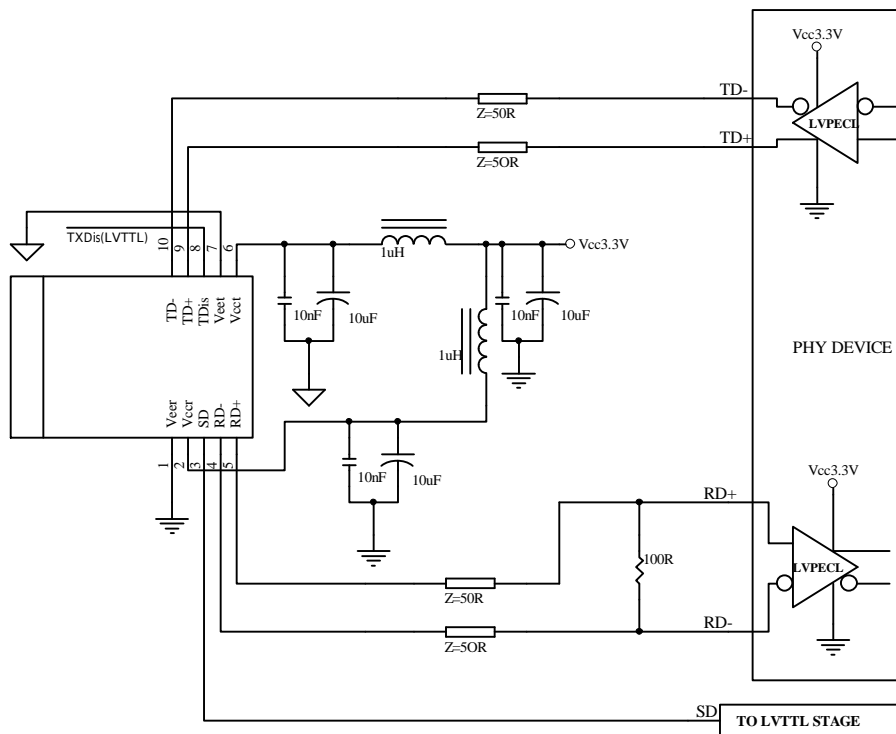 Vcc3.3V
TD-
LVPECL
Z=50R
TD+
Z=5OR
TXDis(LVTTL)
10
9
8
7
6
1uH
Vcc3.3V
TD-
TD+
TDis
Veet
Vcct
10nF
10uF
10nF
10uF
1uH
PHY DEVICE
Veer
Vccr
SD
RD-
RD+
1
2
3
4
5
10nF
10uF
Vcc3.3V
RD+
100R
LVPECL
Z=50R
RD-
Z=5OR
SD
TO LVTTL STAGE